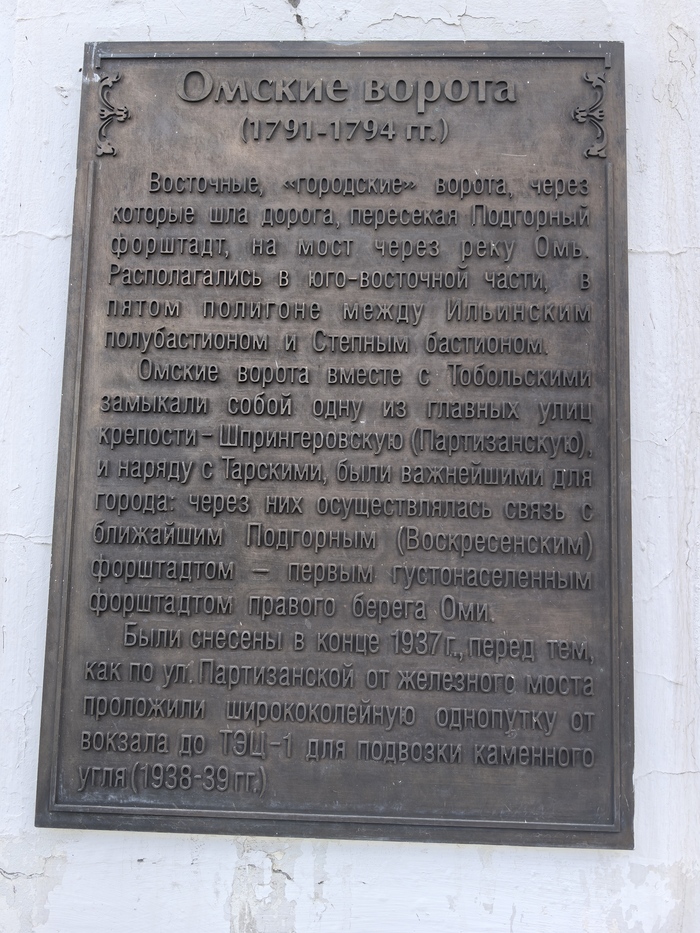 Омские ворота
(1791-1794 гг.)
Восточные, «городские» ворота, через
которые шла дорога, пересекая Подгорный
форштадт, на мост через реку Омь.
Располагались в юго-восточной части, в
пятом полигоне между Ильинским
полубастионом и Степным бастионом.
Омские ворота вместе с Тобольскими
замыкали собой одну из главных улиц
крепости – Шпрингеровскую (Партизанскую),
и наряду с Тарскими, были важнейшими для
города: через них осуществлялась связь с
ближайшим Подгорным (Воскресенским)
форштадтом – первым густонаселенным
форштадтом правого берега Оми.
Были снесены в конце 1937 г., перед тем,
как по ул. Партизанской от железного моста
проложили ширококолейную однопутку от
вокзала до ТЭЦ-1 для подвозки каменного
угля (1938-39 гг.)